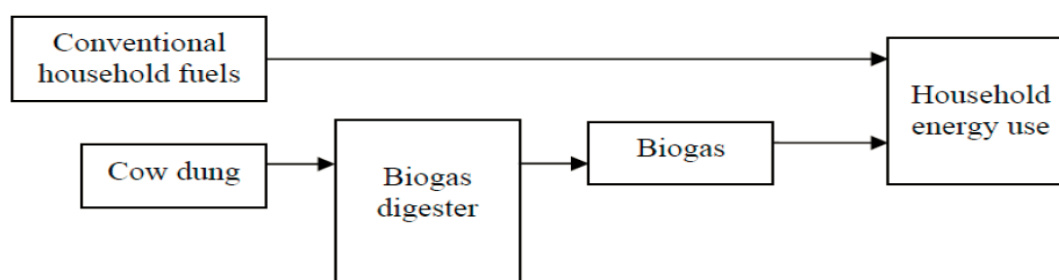 Conventional
household fuels
Household
energy use
Cow dung
Biogas
digester
Biogas